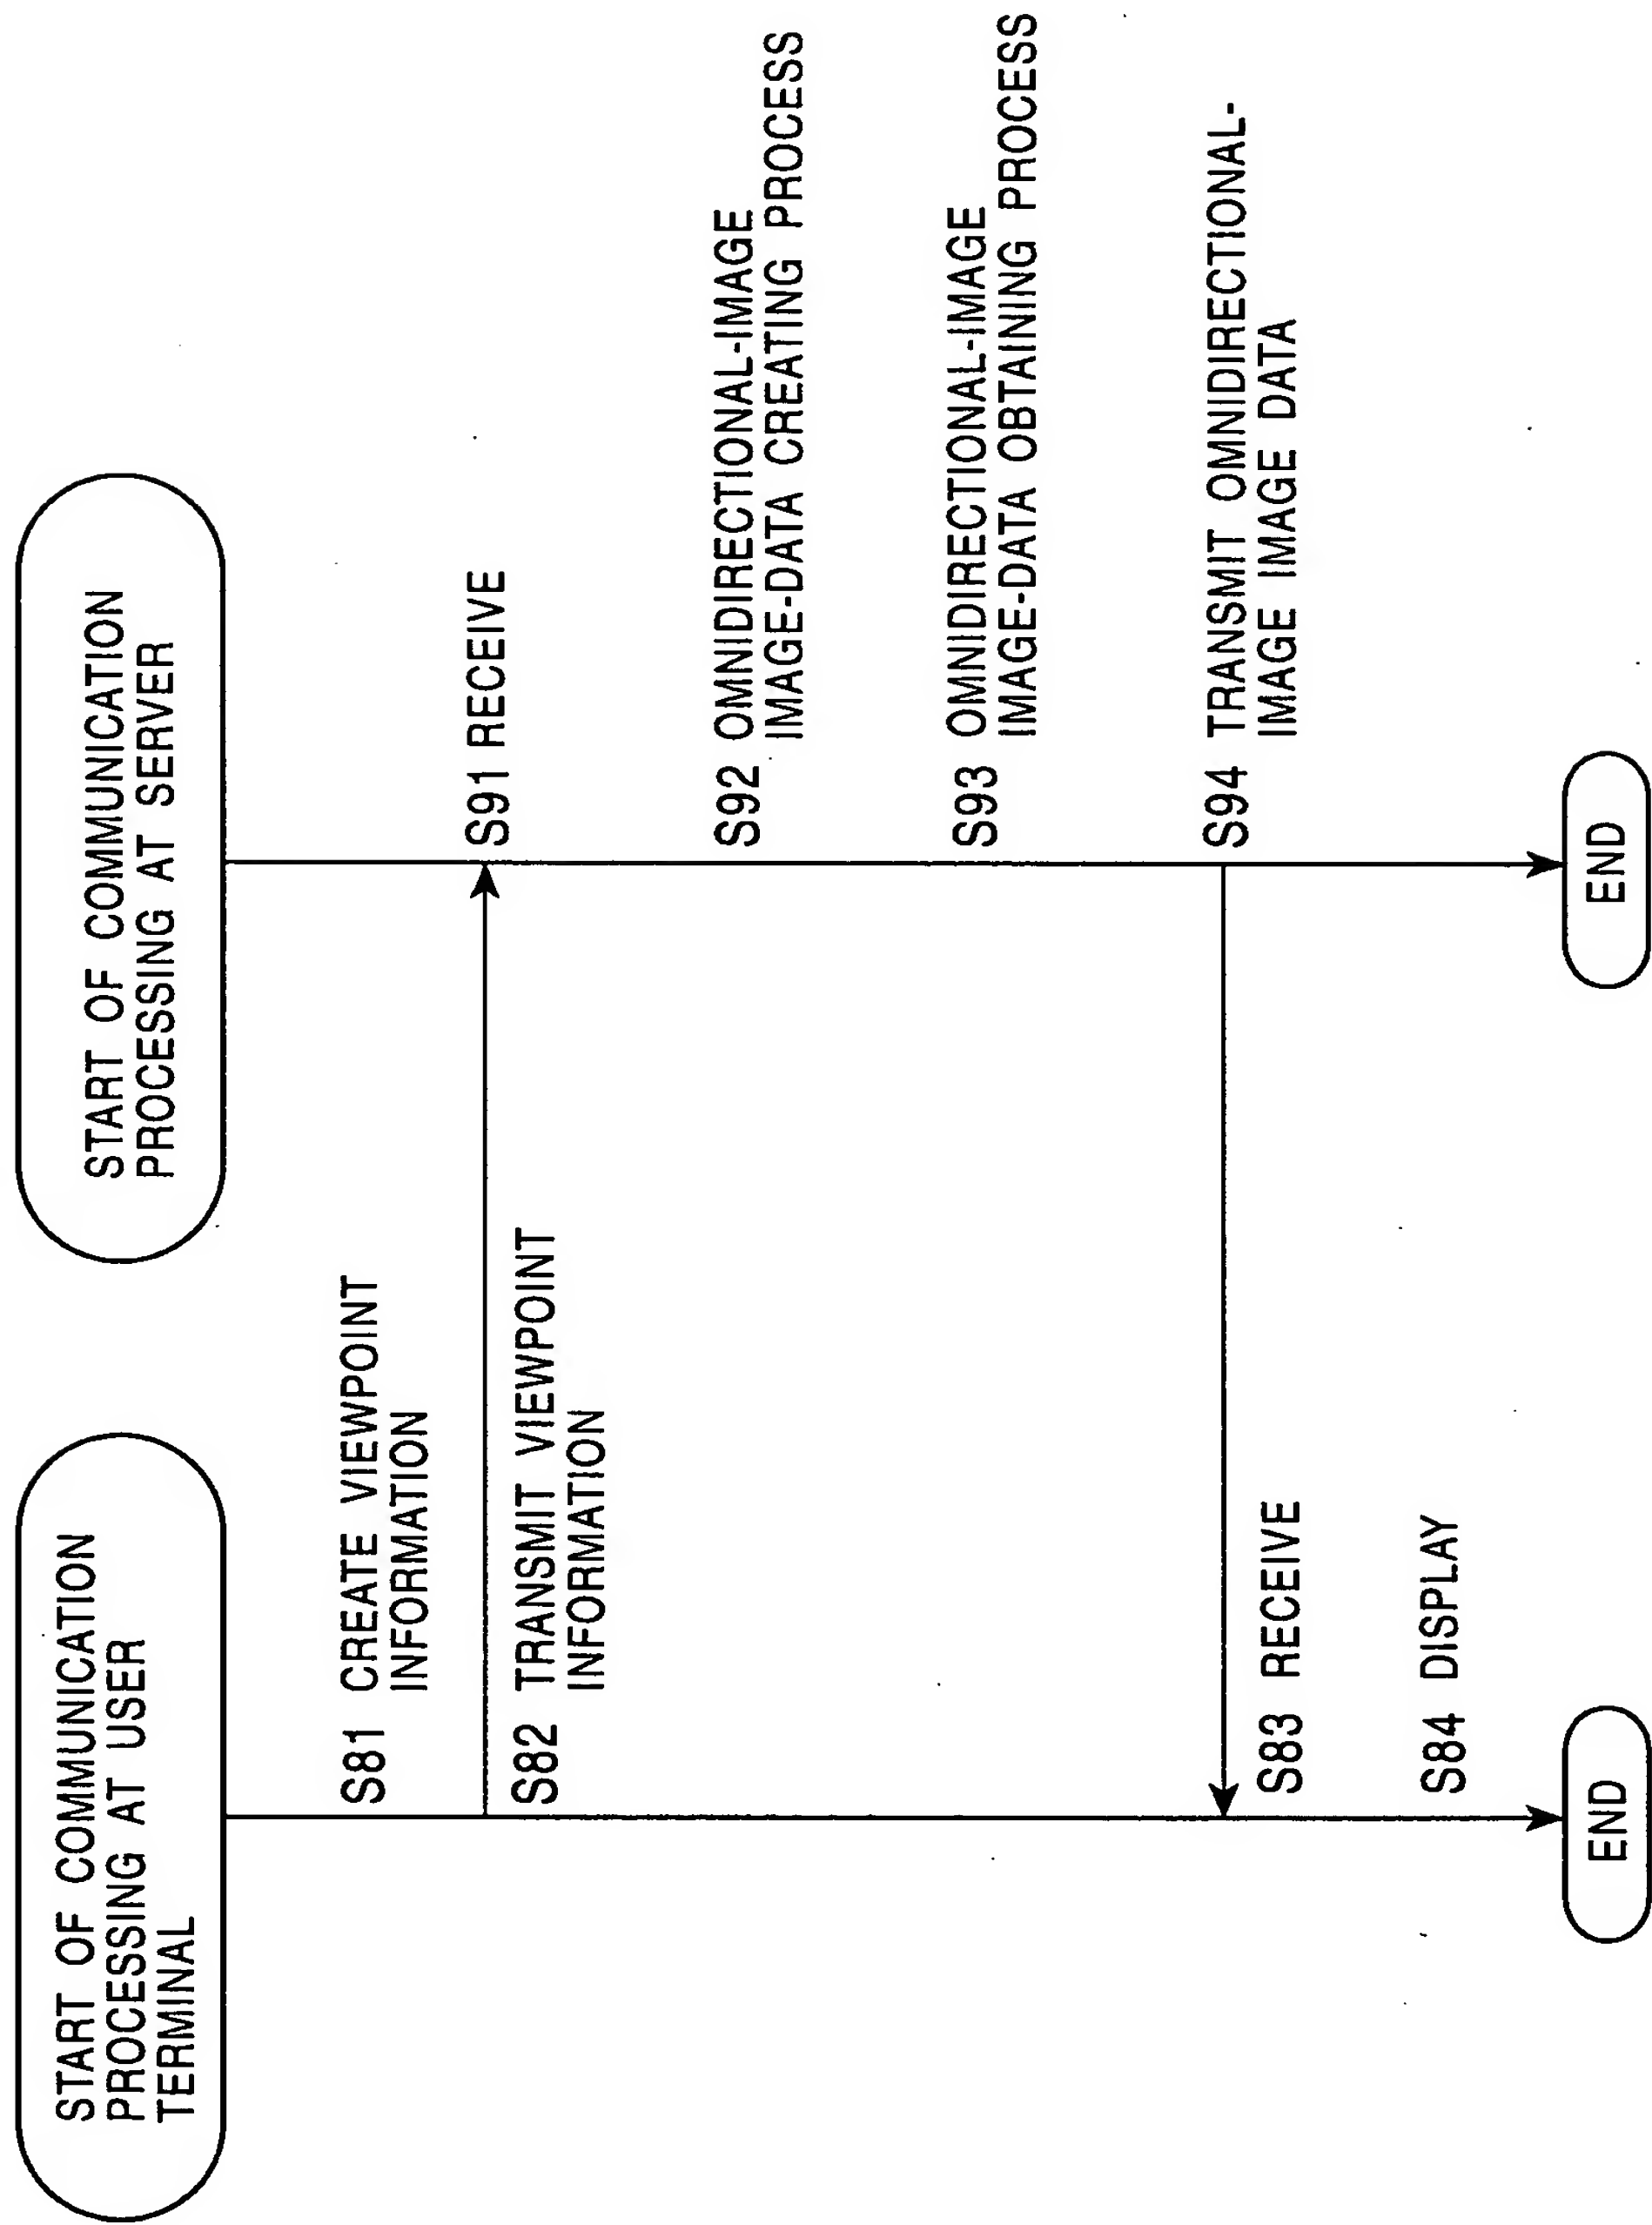 START OF COMMUNICATION
PROCESSING AT USER
TERMINAL
S81 CREATE VIEWPOINT
INFORMATION
S82 TRANSMIT VIEWPOINT
INFORMATION
S83 RECEIVE
S84 DISPLAY
END
START OF COMMUNICATION
PROCESSING AT SERVER
S91 RECEIVE
S92 OMNIDIRECTIONAL-IMAGE
IMAGE-DATA CREATING PROCESS
S93 OMNIDIRECTIONAL-IMAGE
IMAGE-DATA OBTAINING PROCESS
S94 TRANSMIT OMNIDIRECTIONAL-
IMAGE IMAGE DATA
END